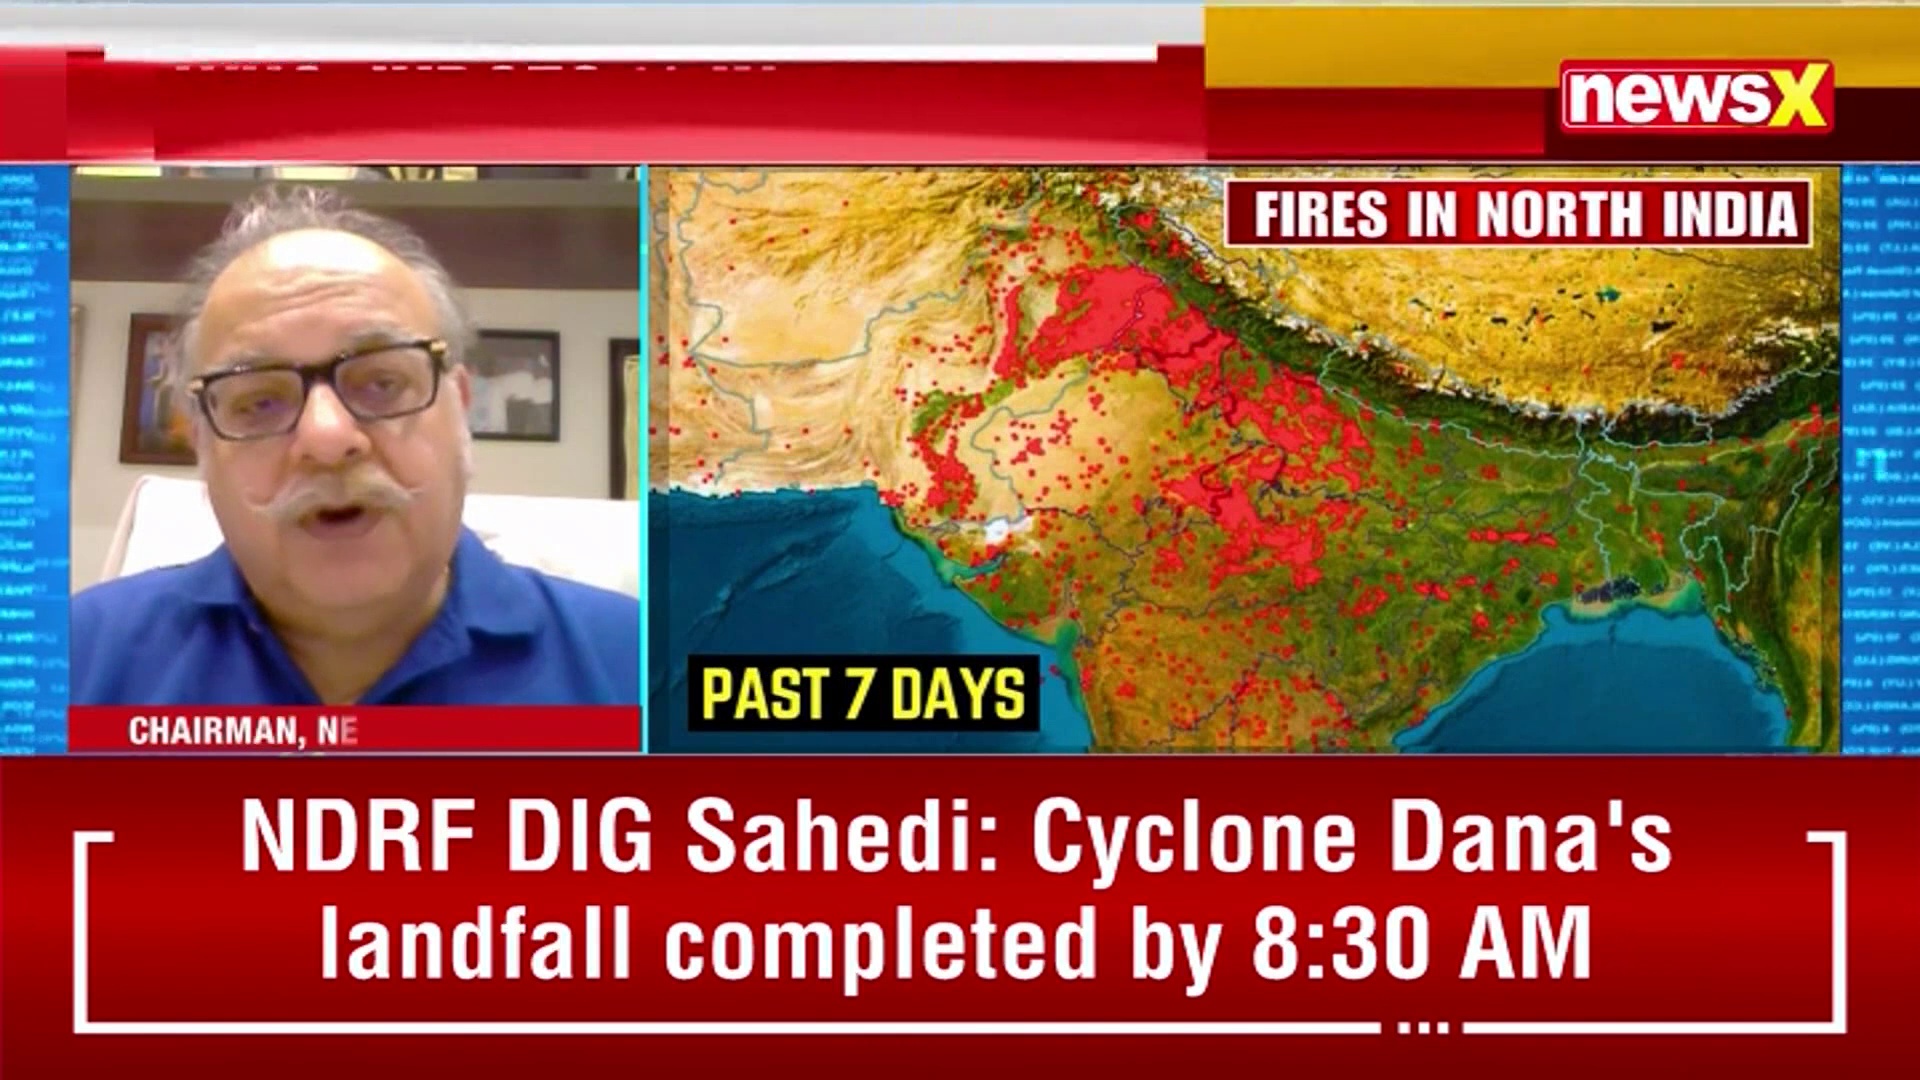 newsX
FIRES IN NORTH INDIA
PAST 7 DAYS
CHAIRMAN, NE
NDRF DIG Sahedi: Cyclone Dana's
landfall completed by 8:30 AM